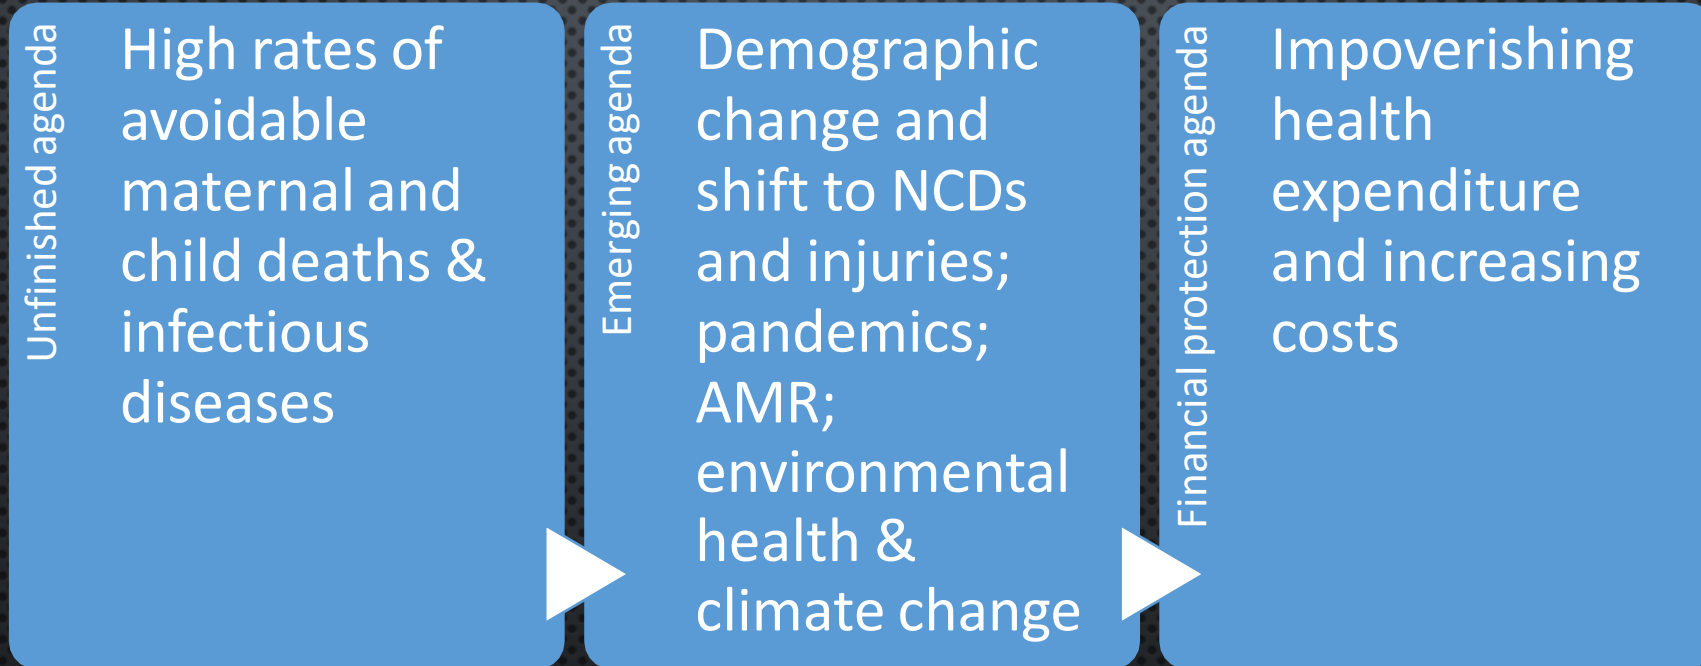 Unfinished agenda
High rates of
avoidable
maternal and
child deaths &
infectious
diseases
Emerging agenda
Demographic
change and
shift to NCDs
and injuries;
pandemics;
AMR;
environmental
health &
climate change
Financial protection agenda
Impoverishing
health
expenditure
and increasing
costs